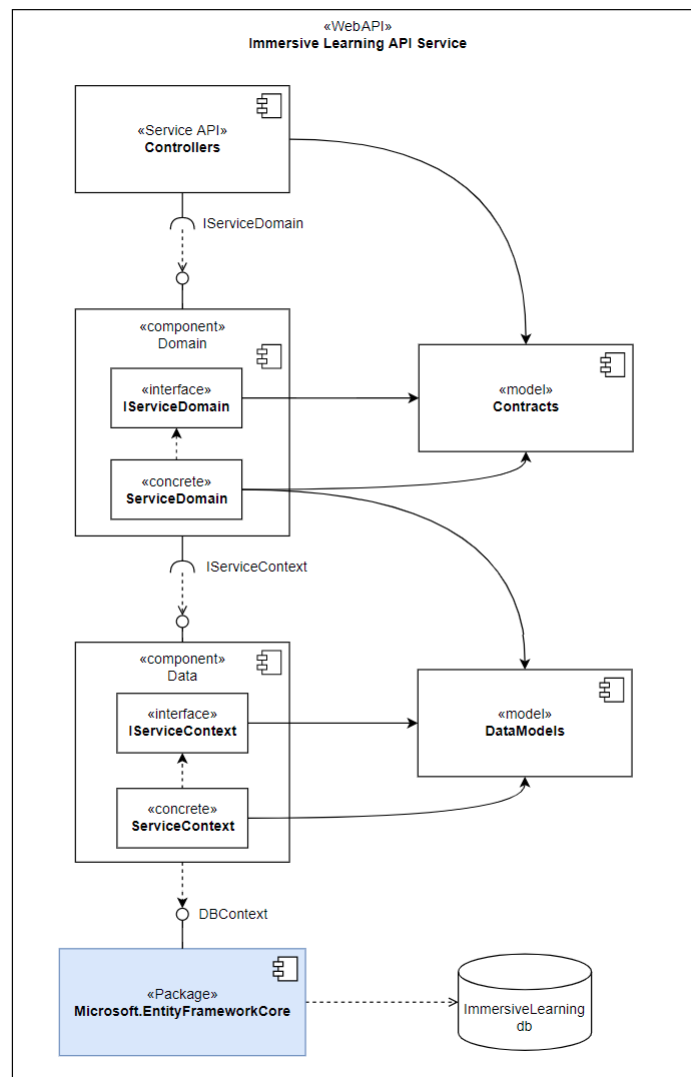 «WebAPI»
Immersive Learning API Service
«Service API»
Controllers
IServiceDomain
«component»
Domain
«interface»
IServiceDomain
«concrete»
ServiceDomain
«model»
Contracts
IServiceContext
«component»
Data
«interface»
IServiceContext
«concrete»
ServiceContext
«model»
DataModels
DBContext
«Package»
Microsoft.EntityFrameworkCore
ImmersiveLearning
db